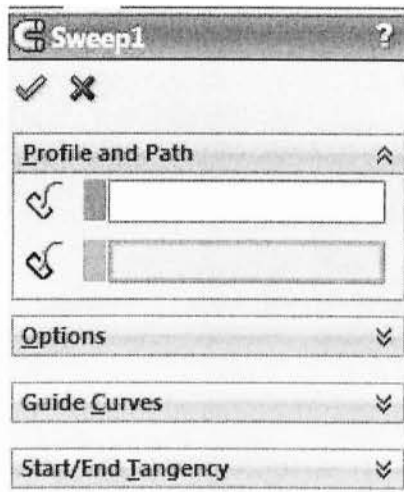 Sweep1 ?
Profile and Path
Options
Guide Curves
Start/End Tangency